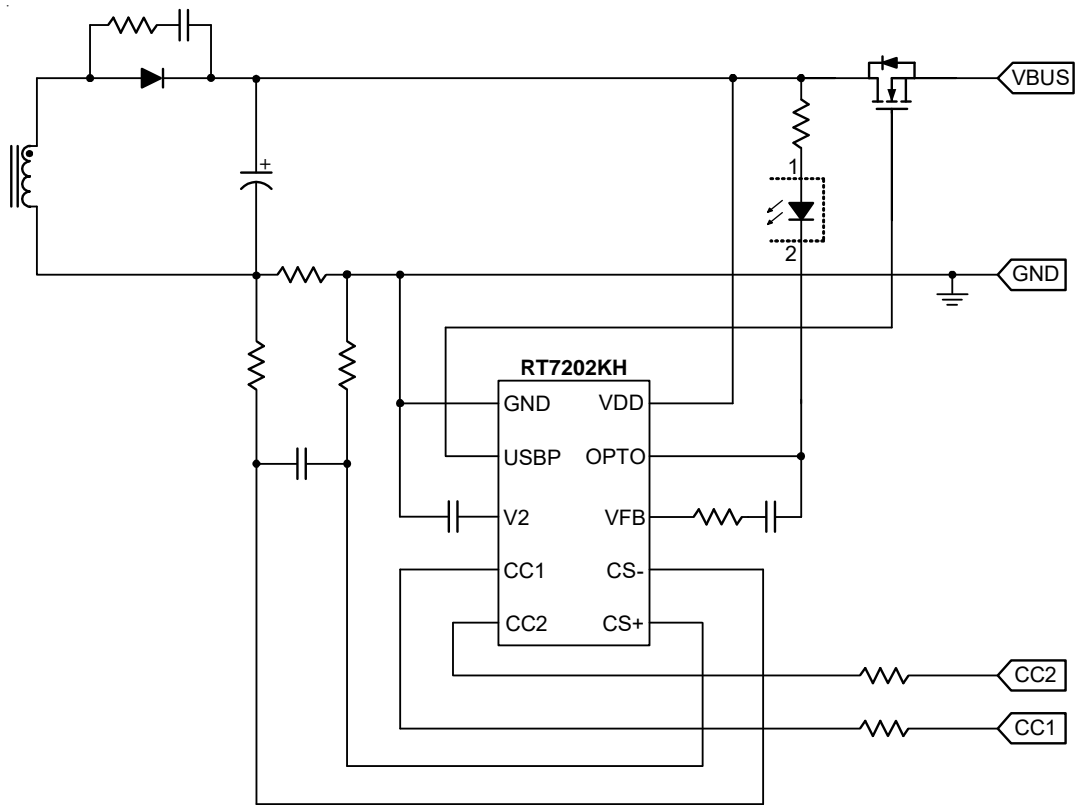 +
VBUS
1
2
GND
RT7202KH
GND VDD
USBP OPTO
V2 VFB
CC1 CS-
CC2 CS+
CC2
CC1